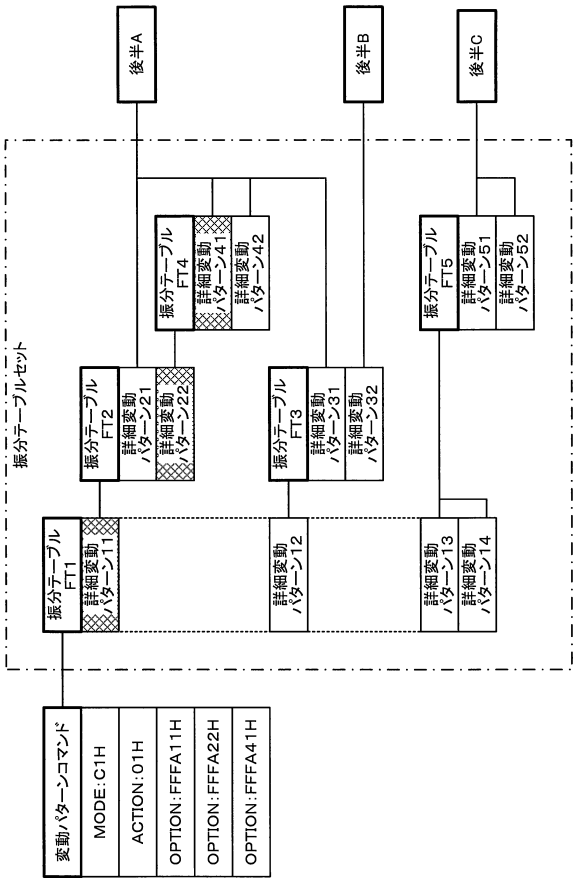 変動パターンコマンド
MODE:C1H
ACTION:01H
OPTION:FFFA11H
OPTION:FFFA22H
OPTION:FFFA41H
振分テーブルセット
振分テーブル
FT1
詳細変動
パターン11
詳細変動
パターン12
詳細変動
パターン13
詳細変動
パターン14
振分テーブル
FT2
詳細変動
パターン21
詳細変動
パターン22
振分テーブル
FT3
詳細変動
パターン31
詳細変動
パターン32
振分テーブル
FT4
詳細変動
パターン41
詳細変動
パターン42
振分テーブル
FT5
詳細変動
パターン51
詳細変動
パターン52
後半A
後半B
後半C